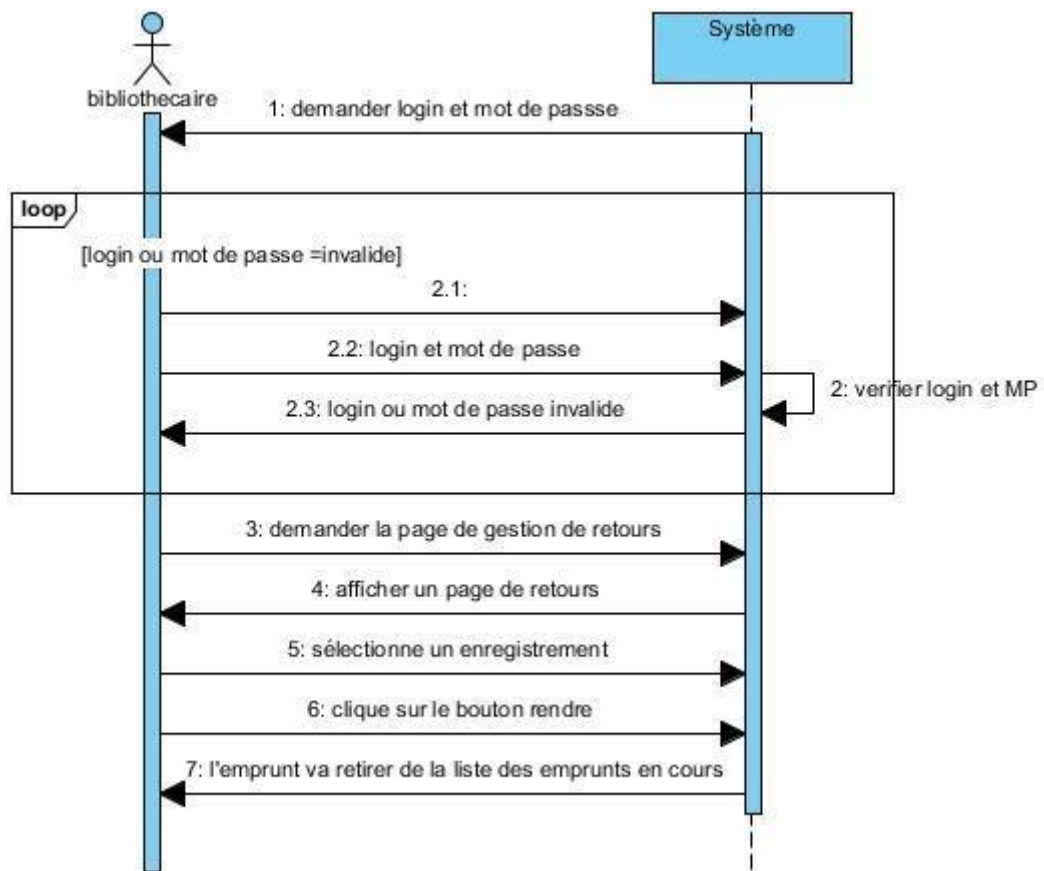 Système
bibliothecaire
1: demander login et mot de passse
loop
[login ou mot de passe =invalide]
2.1:
2.2: login et mot de passe
2: verifier login et MP
2.3: login ou mot de passe invalide
3: demander la page de gestion de retours
4: afficher un page de retours
5: sélectionne un enregistrement
6: clique sur le bouton rendre
7: l'emprunt va retirer de la liste des emprunts en cours